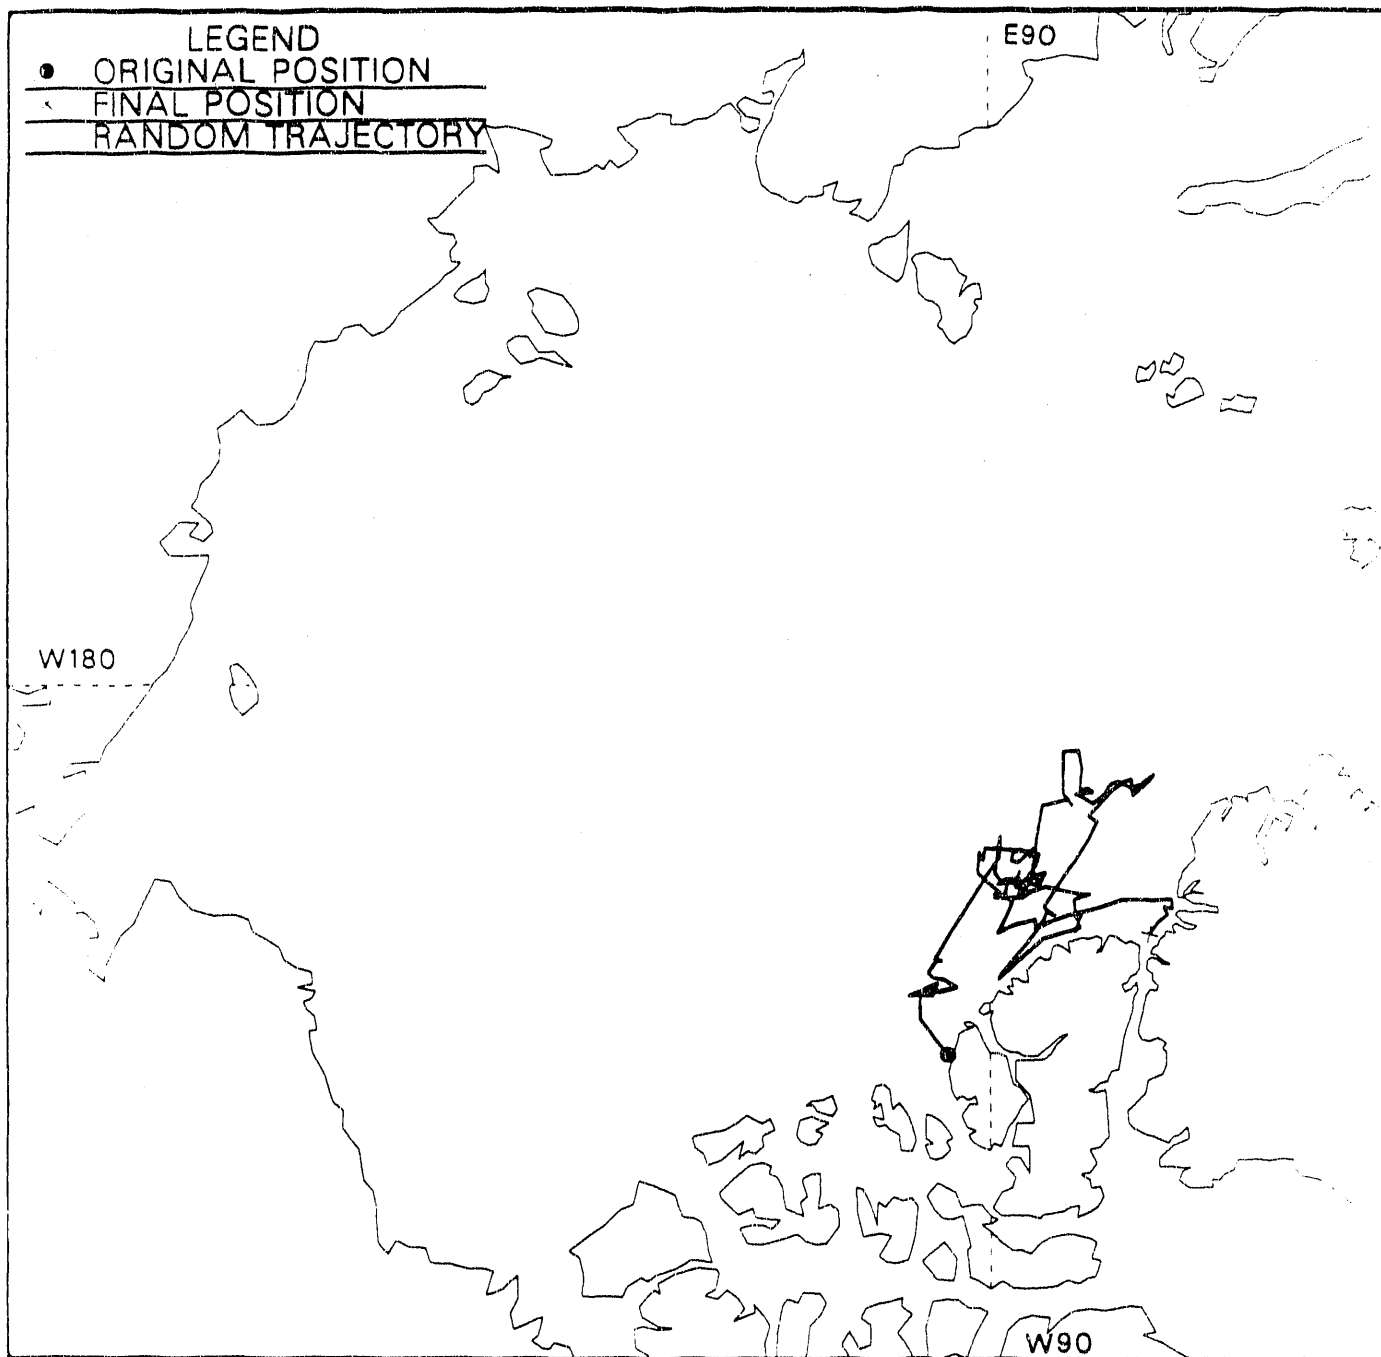 LEGEND
ORIGINAL POSITION
FINAL POSITION
RANDOM TRAJECTORY
E90
W180
W90